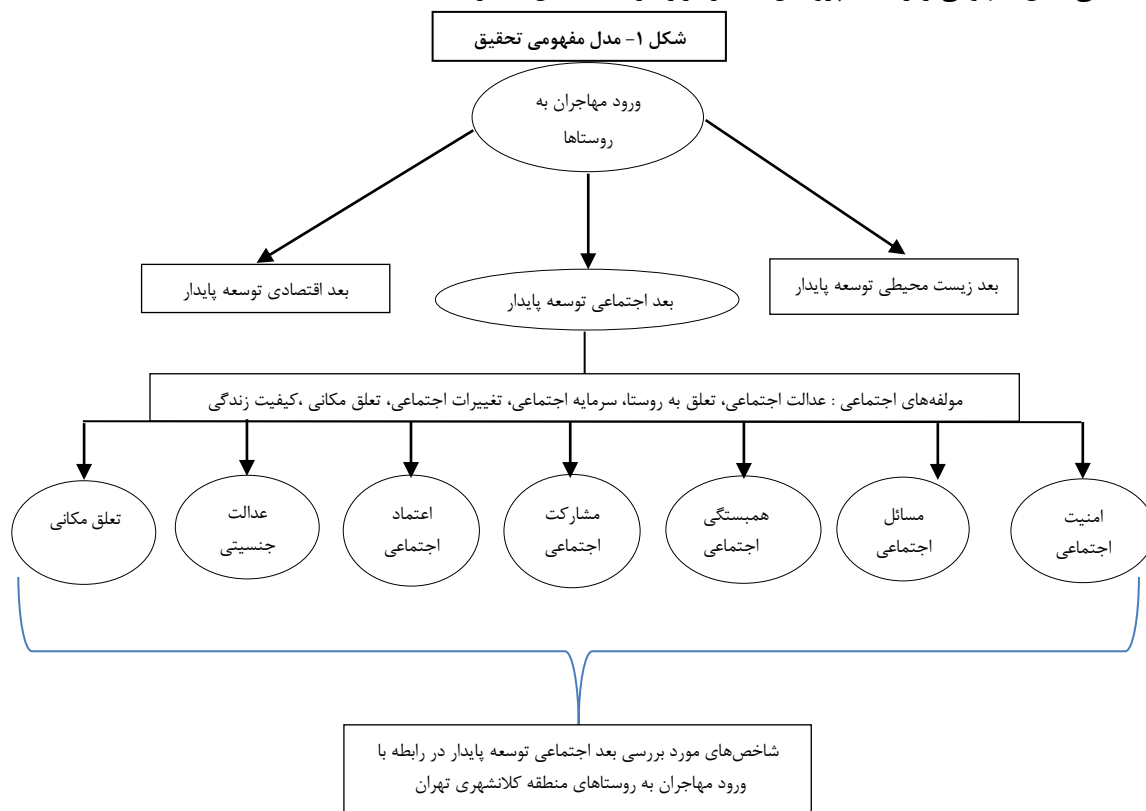 شکل ۱- مدل مفهومی تحقیق
ورود مهاجران به
روستاها
بعد زیست محیطی توسعه پایدار
بعد اجتماعی توسعه پایدار
بعد اقتصادی توسعه پایدار
مولفه‌های اجتماعی : عدالت اجتماعی، تعلق به روستا، سرمایه اجتماعی، تغییرات اجتماعی، تعلق مکانی ،کیفیت زندگی
امنیت
اجتماعی
مسائل
اجتماعی
همبستگی
اجتماعی
مشارکت
اجتماعی
اعتماد
اجتماعی
عدالت
جنسیتی
تعلق مکانی
شاخص‌های مورد بررسی بعد اجتماعی توسعه پایدار در رابطه با
ورود مهاجران به روستاهای منطقه کلانشهری تهران